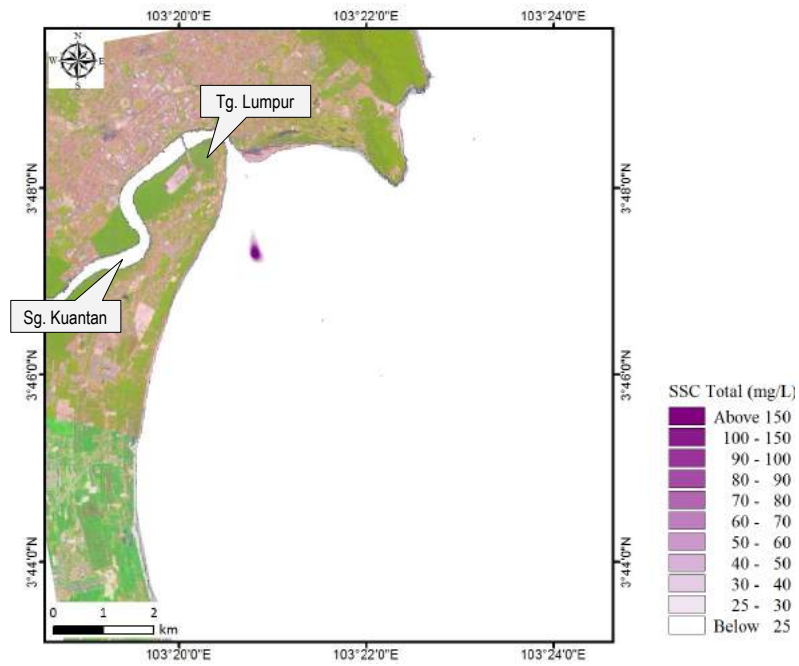 103°20'0"E 103°22'0"E 103°24'0"E
N
W E
S
Tg. Lumpur
3°48'0"N 3°48'0"N
Sg. Kuantan
3°46'0"N 3°46'0"N
SSC Total (mg/L)
Above 150
100 - 150
90 - 100
80 - 90
70 - 80
60 - 70
50 - 60
40 - 50
30 - 40
25 - 30
Below 25
3°44'0"N 3°44'0"N
0 1 2
km
103°20'0"E 103°22'0"E 103°24'0"E